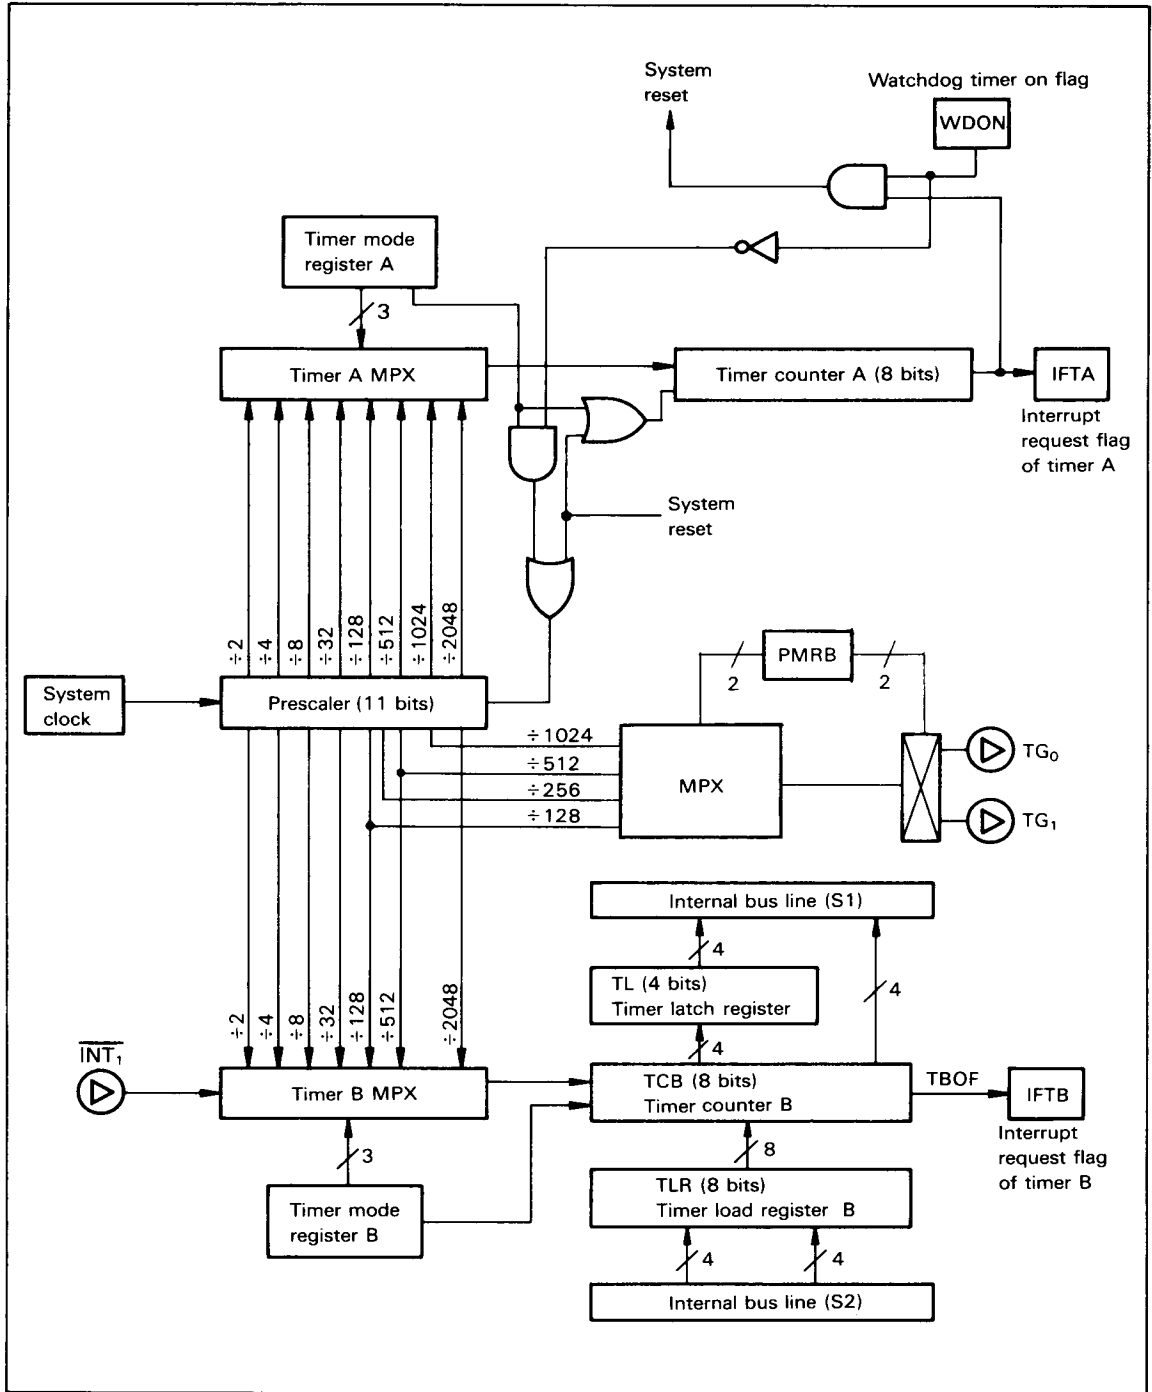 System
reset
Watchdog timer on flag
WDON
Timer mode
register A
3
Timer A MPX
Timer counter A (8 bits)
IFTA
Interrupt
request flag
of timer A
System
reset
÷2
÷4
÷8
÷32
÷128
÷512
÷1024
÷2048
System
clock
Prescaler (11 bits)
2
PMRB
2
÷1024
÷512
÷256
÷128
MPX
TG₀
TG₁
Internal bus line (S1)
4
4
TL (4 bits)
Timer latch register
4
÷2
÷4
÷8
÷32
÷128
÷512
÷2048
INT₁
Timer B MPX
TCB (8 bits)
Timer counter B
TBOF
IFTB
Interrupt
request flag
of timer B
3
8
Timer mode
register B
TLR (8 bits)
Timer load register B
4
4
Internal bus line (S2)